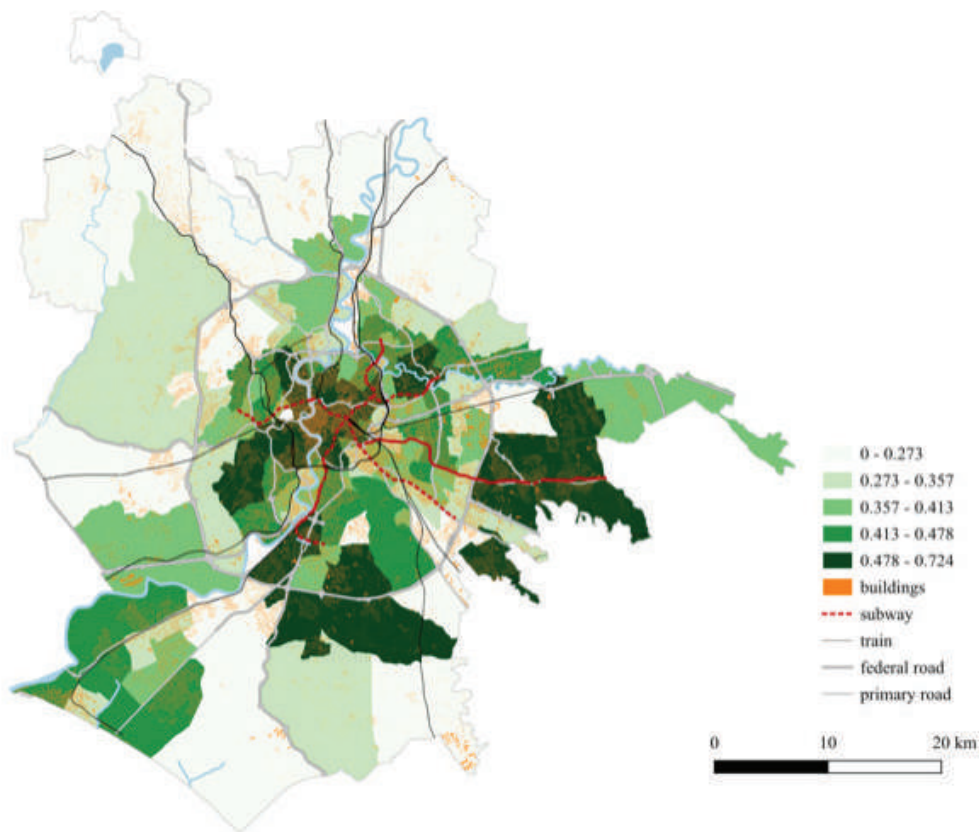 0 - 0.273
0.273 - 0.357
0.357 - 0.413
0.413 - 0.478
0.478 - 0.724
buildings
subway
train
federal road
primary road
0 10 20 km